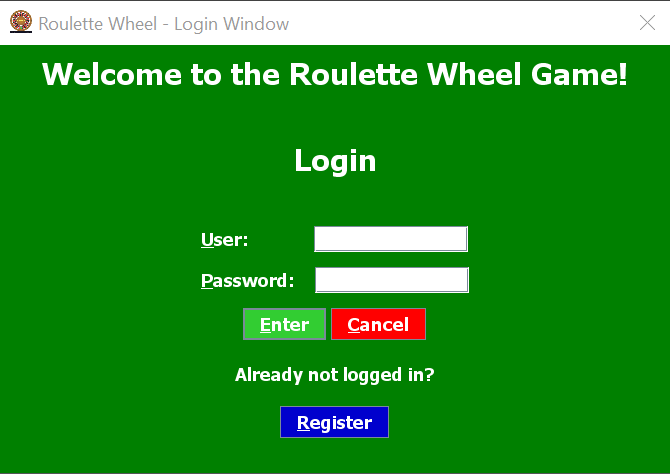 Roulette Wheel - Login Window
Welcome to the Roulette Wheel Game!
Login
User:
Password:
Enter Cancel
Already not logged in?
Register